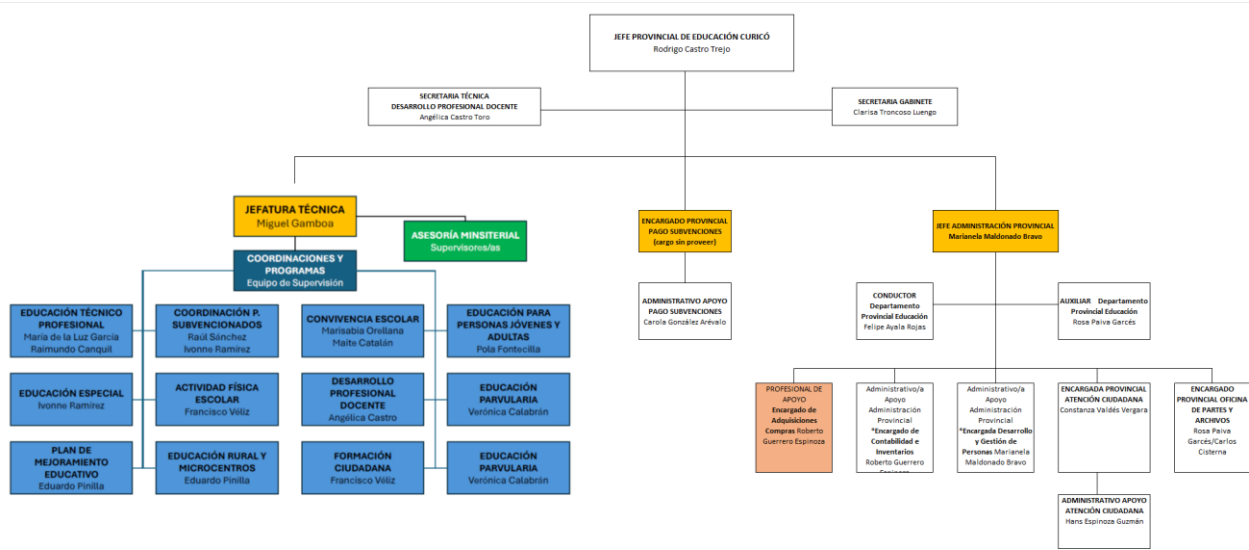 JEFE PROVINCIAL DE EDUCACIÓN CURICÓ
Rodrigo Castro Trejo
SECRETARIA TÉCNICA
DESARROLLO PROFESIONAL DOCENTE
Angélica Castro Toro
SECRETARIA GABINETE
Clarisa Troncoso Luengo
JEFATURA TÉCNICA
Miguel Gamboa
ASESORÍA MINSITERIAL
Supervisores/as
COORDINACIONES Y
PROGRAMAS
Equipo de Supervisión
EDUCACIÓN TÉCNICO
PROFESIONAL
María de la Luz García
Raimundo Canquil
COORDINACIÓN P.
SUBVENCIONADOS
Raúl Sánchez
Ivonne Ramírez
CONVIVENCIA ESCOLAR
Marisabia Orellana
Maite Catalán
EDUCACIÓN PARA
PERSONAS JÓVENES Y
ADULTAS
Pola Fontecilla
EDUCACIÓN ESPECIAL
Ivonne Ramírez
ACTIVIDAD FÍSICA
ESCOLAR
Francisco Véliz
DESARROLLO
PROFESIONAL
DOCENTE
Angélica Castro
EDUCACIÓN
PARVULARIA
Verónica Calabrán
PLAN DE
MEJORAMIENTO
EDUCATIVO
Eduardo Pinilla
EDUCACIÓN RURAL Y
MICROCENTROS
Eduardo Pinilla
FORMACIÓN
CIUDADANA
Francisco Véliz
EDUCACIÓN
PARVULARIA
Verónica Calabrán
ENCARGADO PROVINCIAL
PAGO SUBVENCIONES
(cargo sin proveer)
ADMINISTRATIVO APOYO
PAGO SUBVENCIONES
Carola González Arévalo
JEFE ADMINISTRACIÓN PROVINCIAL
Marianela Maldonado Bravo
CONDUCTOR
Departamento
Provincial Educación
Felipe Ayala Rojas
AUXILIAR Departamento
Provincial Educación
Rosa Paiva Garcés
PROFESIONAL DE
APOYO
Encargado de
Adquisiciones
Compras Roberto
Guerrero Espinoza
Administrativo/a
Apoyo
Administración
Provincial
*Encargado de
Contabilidad e
Inventarios
Roberto Guerrero
Administrativo/a
Apoyo
Administración
Provincial
*Encargada Desarrollo
y Gestión de
Personas Marianela
Maldonado Bravo
ENCARGADA PROVINCIAL
ATENCIÓN CIUDADANA
Constanza Valdés Vergara
ENCARGADO
PROVINCIAL OFICINA
DE PARTES Y
ARCHIVOS
Rosa Paiva
Garcés/Carlos
Cisterna
ADMINISTRATIVO APOYO
ATENCIÓN CIUDADANA
Hans Espinoza Guzmán